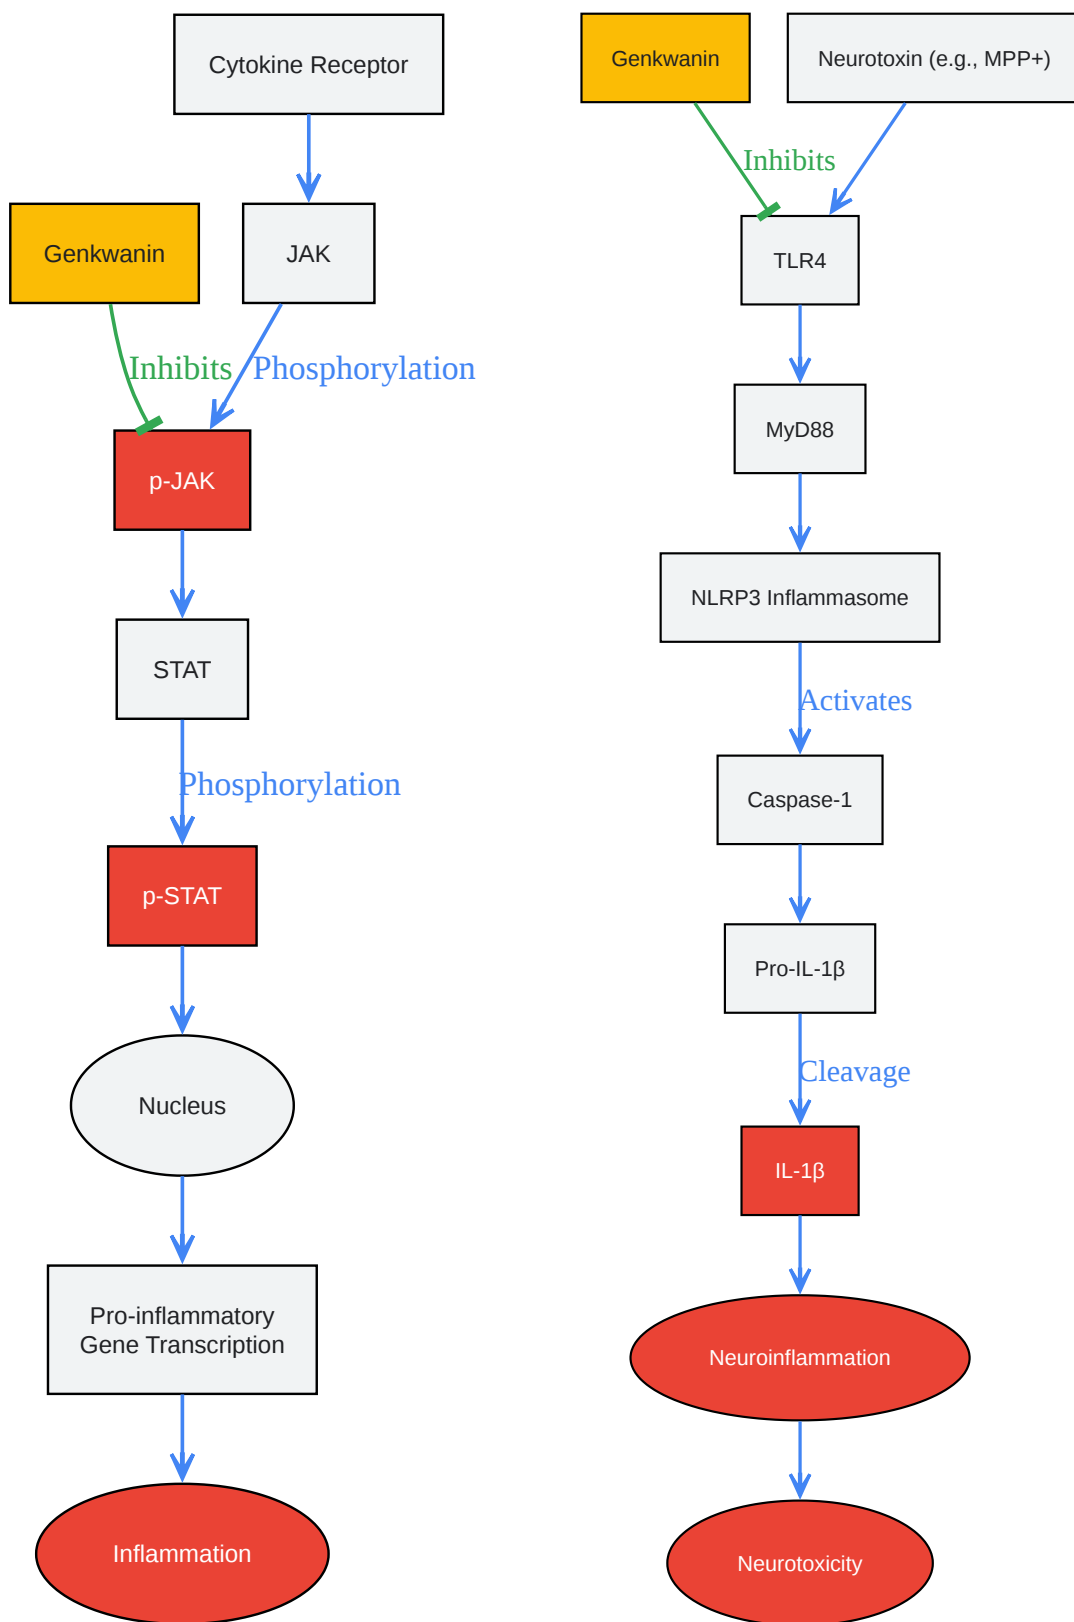 Cytokine Receptor
Genkwanin
JAK
Inhibits
Phosphorylation
p-JAK
STAT
Phosphorylation
p-STAT
Nucleus
Pro-inflammatory
Gene Transcription
Inflammation
Genkwanin
Neurotoxin (e.g., MPP+)
Inhibits
TLR4
MyD88
NLRP3 Inflammasome
Activates
Caspase-1
Pro-IL-1β
Cleavage
IL-1β
Neuroinflammation
Neurotoxicity